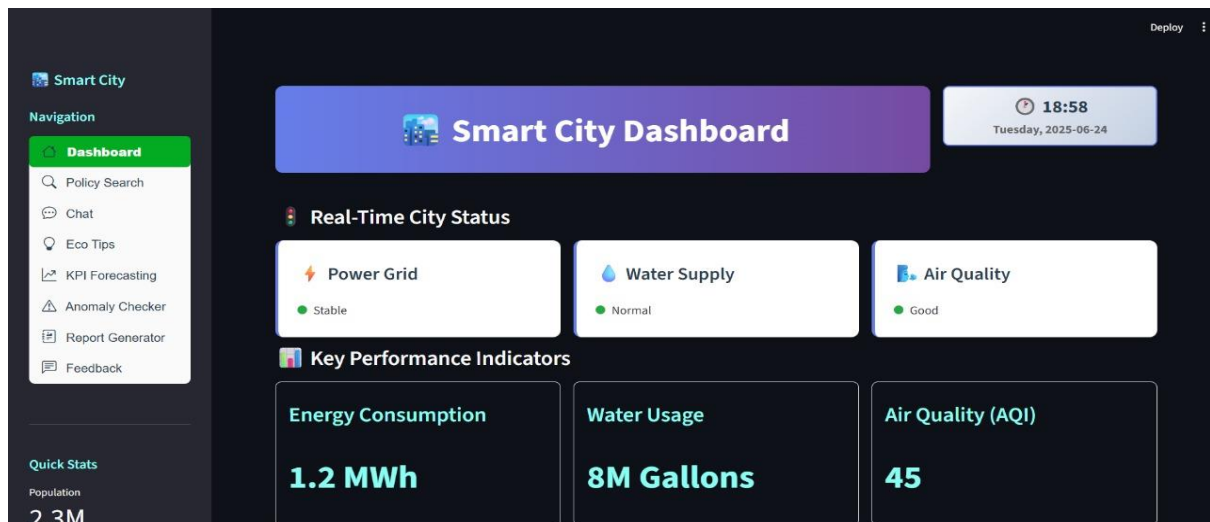 Deploy
Smart City
Navigation
Dashboard
Policy Search
Chat
Eco Tips
KPI Forecasting
Anomaly Checker
Report Generator
Feedback
Quick Stats
Population
2.3M
Smart City Dashboard
18:58
Tuesday, 2025-06-24
Real-Time City Status
Power Grid
Stable
Water Supply
Normal
Air Quality
Good
Key Performance Indicators
Energy Consumption
1.2 MWh
Water Usage
8M Gallons
Air Quality (AQI)
45